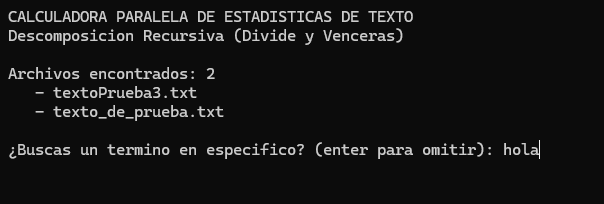 CALCULADORA PARALELA DE ESTADISTICAS DE TEXTO
Descomposicion Recursiva (Divide y Venceras)
Archivos encontrados: 2
- textoPrueba3.txt
- texto_de_prueba.txt
¿Buscas un termino en especifico? (enter para omitir): hola